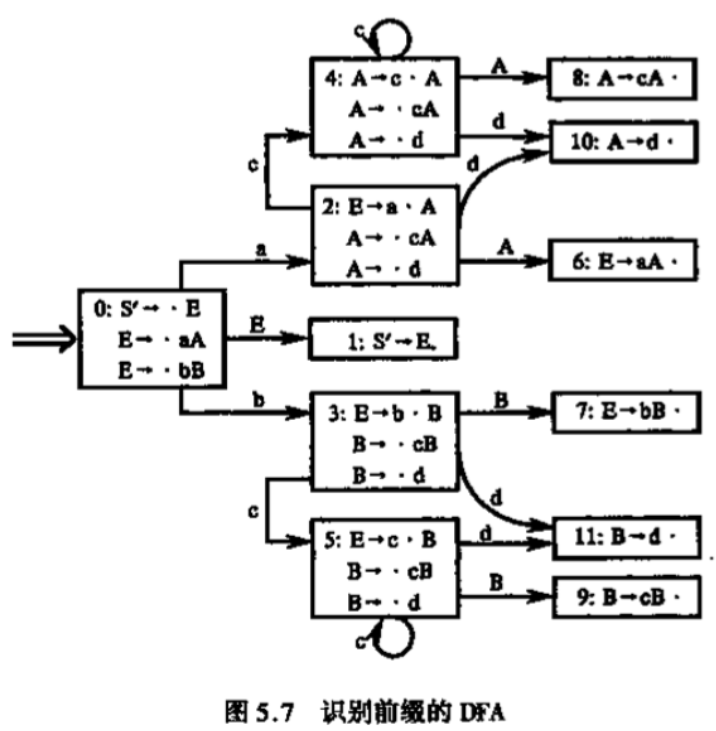 c
4: A→c · A
A→ · cA
A→ · d
A
8: A→cA ·
d
10: A→d ·
c
d
2: E→a · A
A→ · cA
A→ · d
A
6: E→aA ·
a
0: S′→ · E
E→ · aA
E→ · bB
E
1: S′→E.
b
3: E→b · B
B→ · cB
B→ · d
B
7: E→bB ·
d
c
5: E→c · B
B→ · cB
B→ · d
d
11: B→d ·
B
9: B→cB ·
c
图 5.7 识别前缀的 DFA